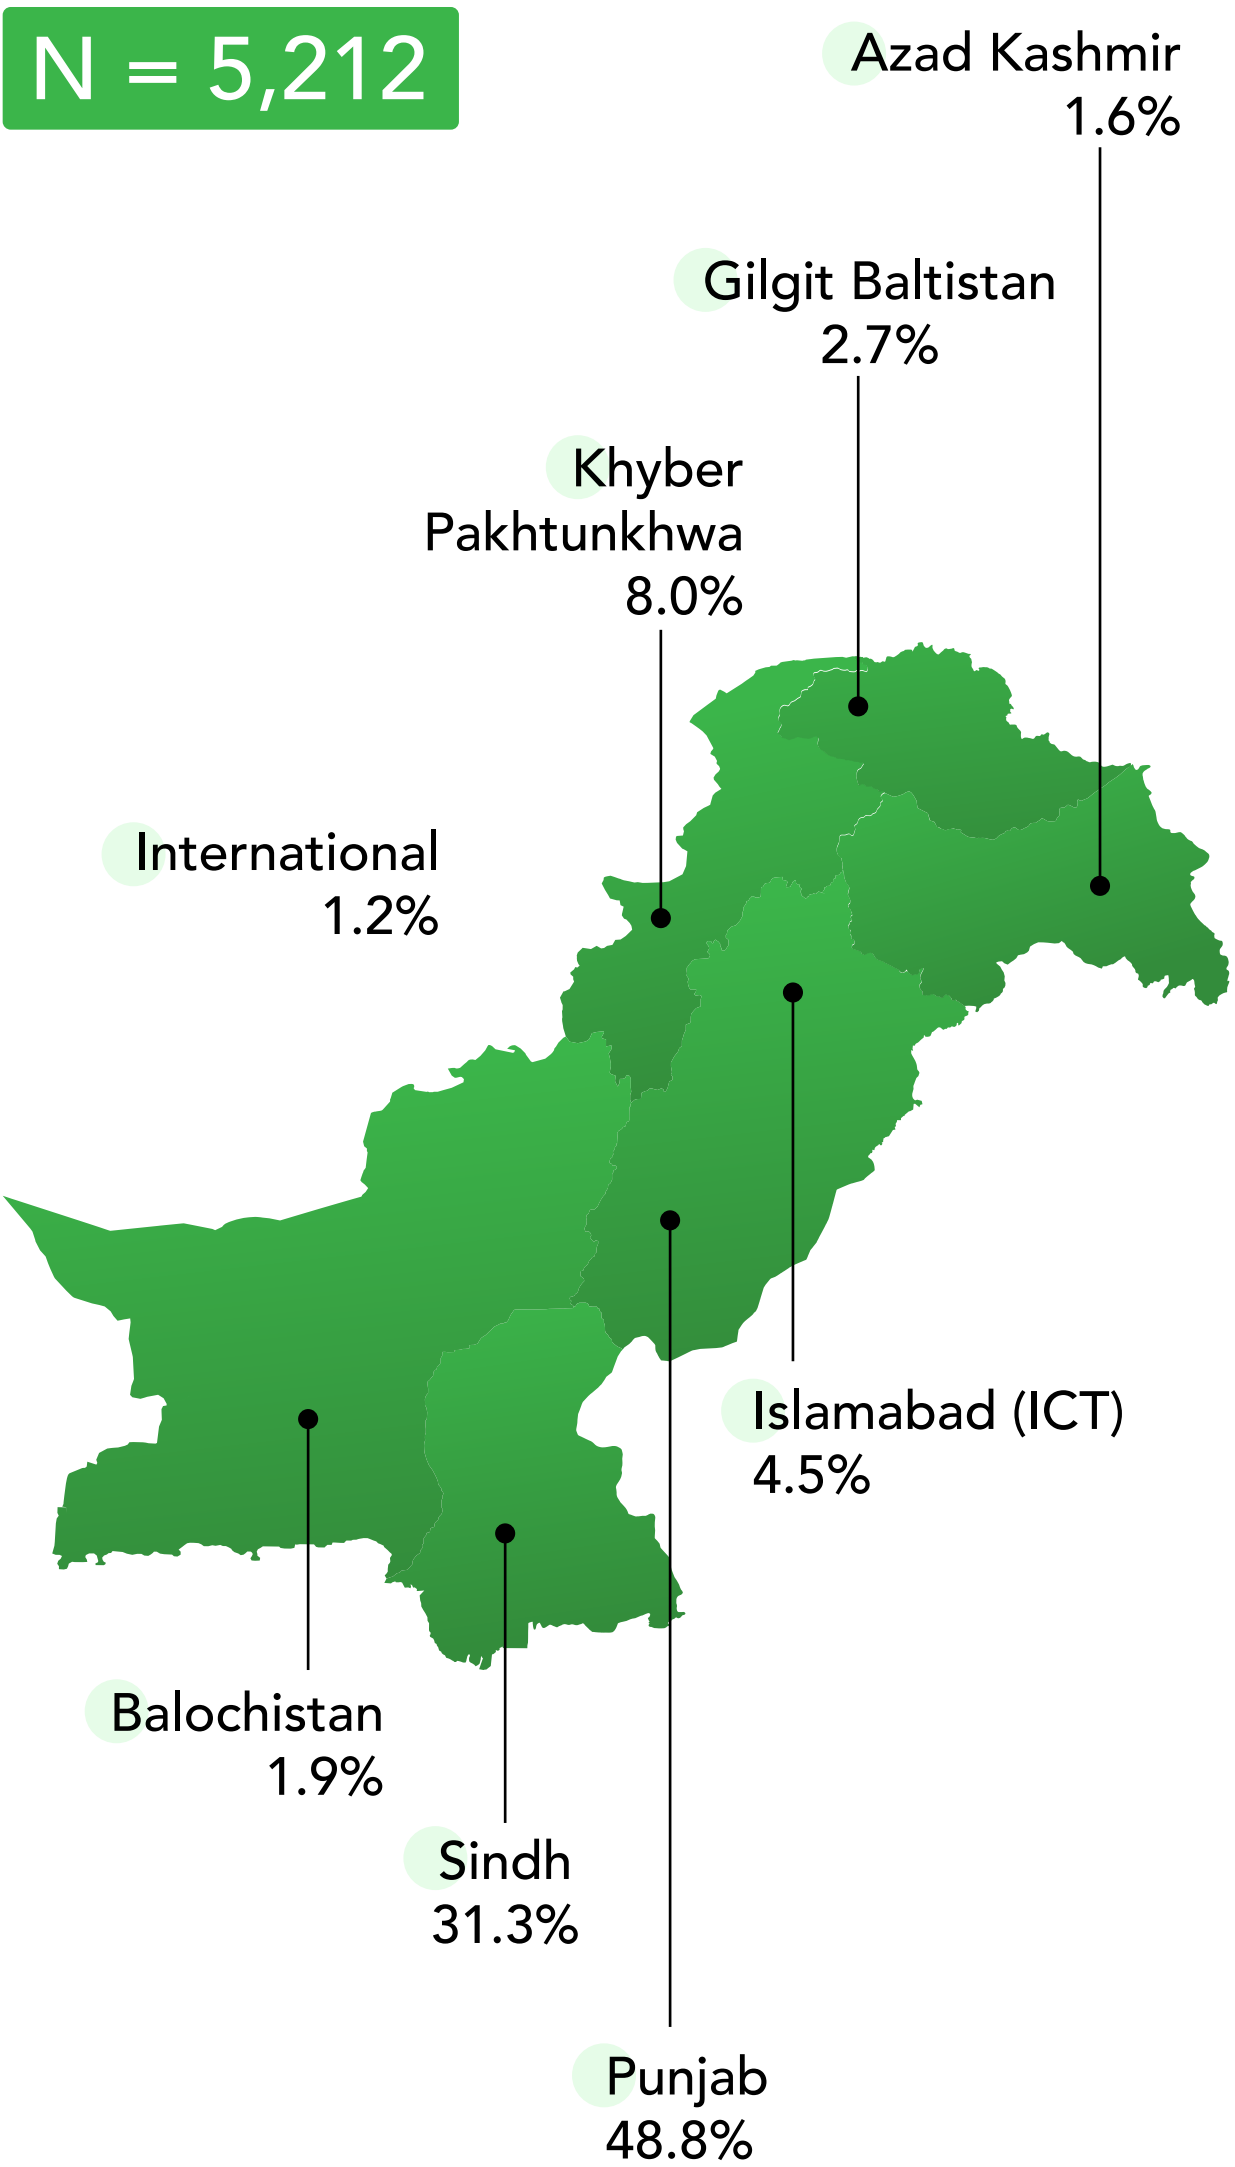 N = 5,212
Azad Kashmir
1.6%
Gilgit Baltistan
2.7%
Khyber
Pakhtunkhwa
8.0%
International
1.2%
Islamabad (ICT)
4.5%
Balochistan
1.9%
Sindh
31.3%
Punjab
48.8%